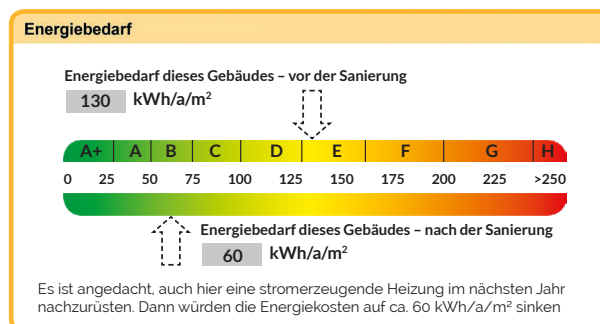 Energiebedarf
Energiebedarf dieses Gebäudes – vor der Sanierung
130 kWh/a/m²
A+ A B C D E F G H
0 25 50 75 100 125 150 175 200 225 >250
Energiebedarf dieses Gebäudes – nach der Sanierung
60 kWh/a/m²
Es ist angedacht, auch hier eine stromerzeugende Heizung im nächsten Jahr
nachzurüsten. Dann würden die Energiekosten auf ca. 60 kWh/a/m² sinken